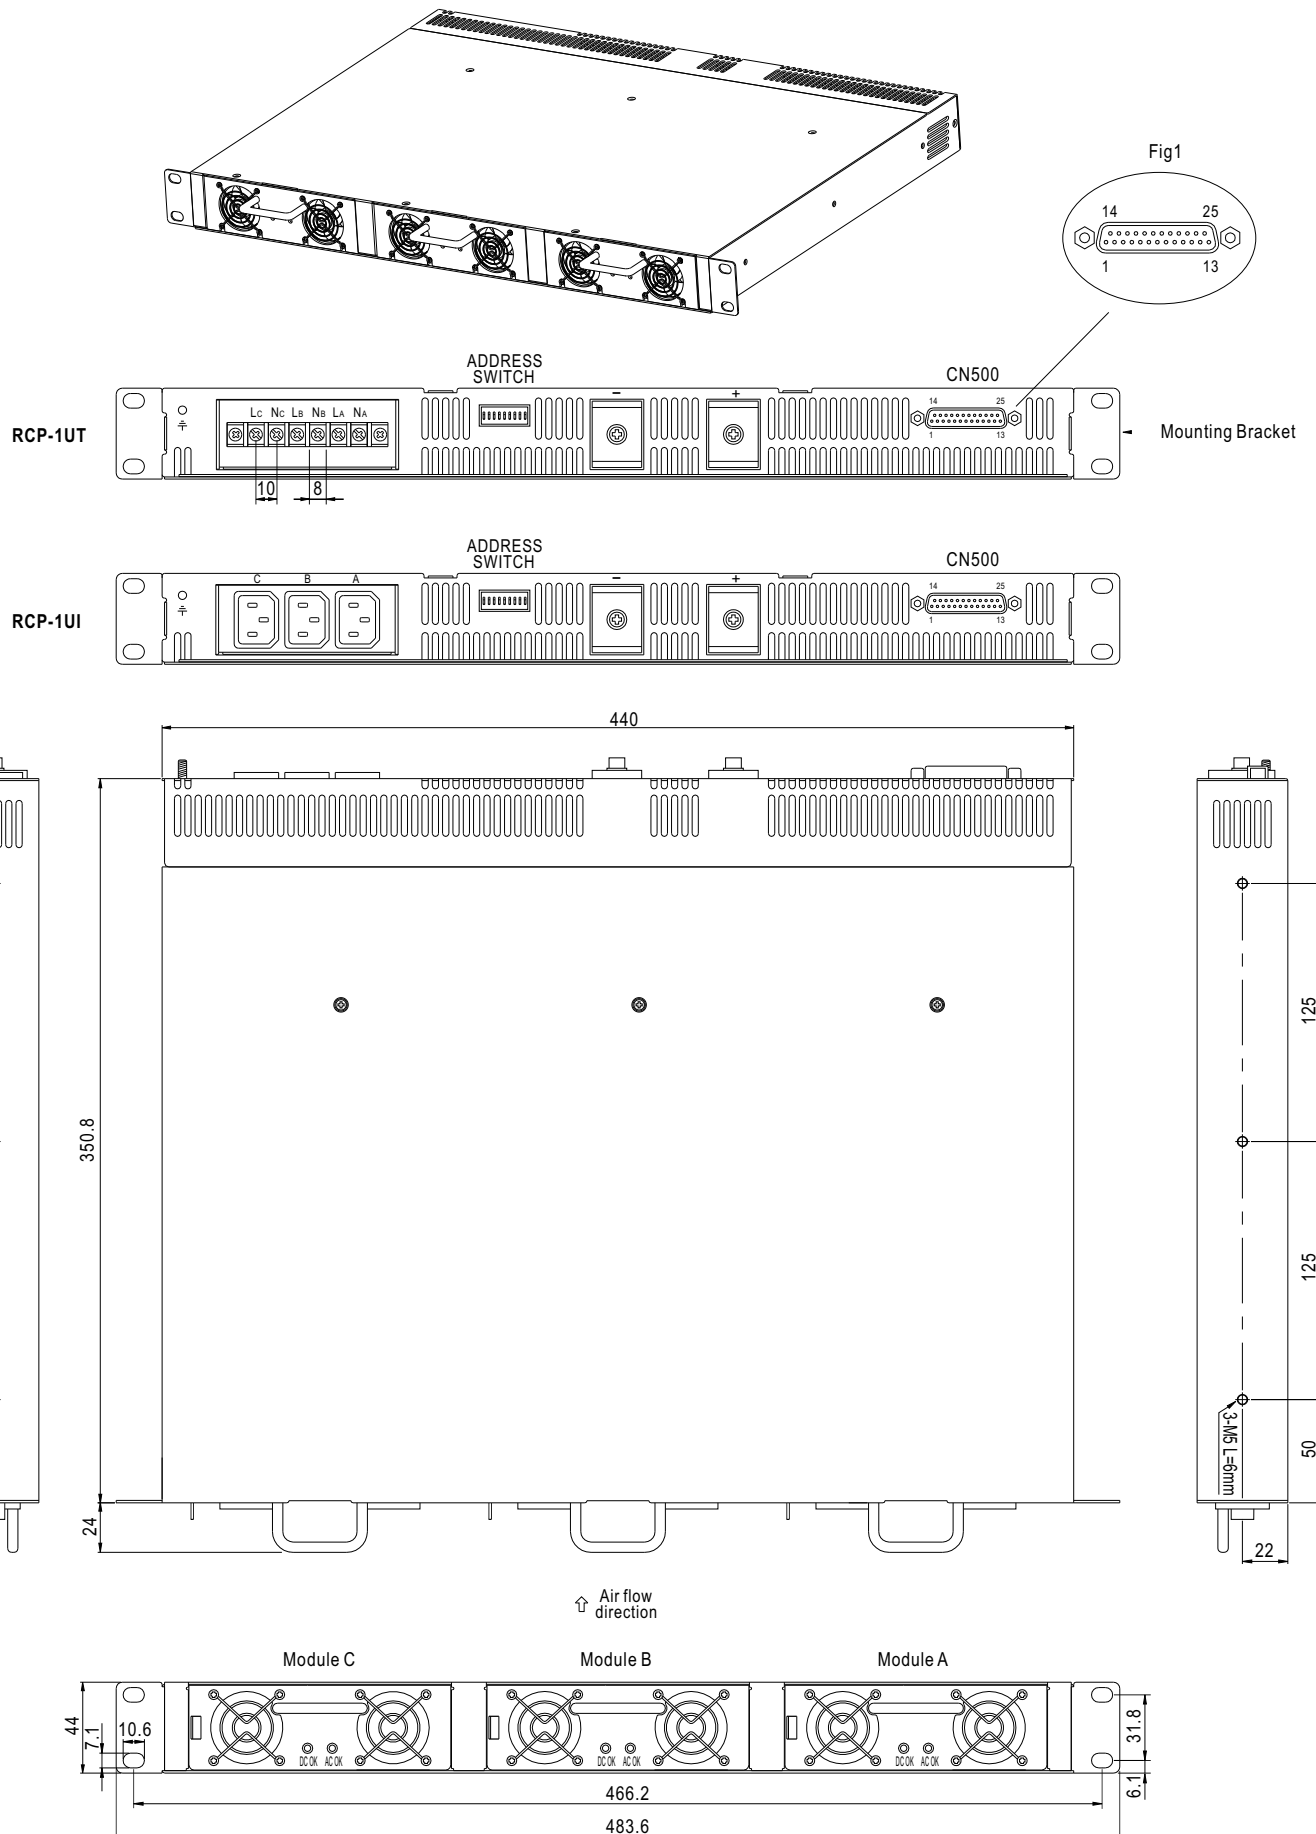 Fig1
14 25
1 13
ADDRESS
SWITCH
CN500
RCP-1UT
LC NC LB NB LA NA
− +
14 25
1 13
Mounting Bracket
10 8
ADDRESS
SWITCH
CN500
RCP-1UI
C B A
− +
14 25
1 13
440
350.8
24
125
125
50
3-M5 L=6mm
22
Air flow
direction
Module C Module B Module A
44
7.1
10.6
DC OK AC OK
DC OK AC OK
DC OK AC OK
31.8
6.1
466.2
483.6